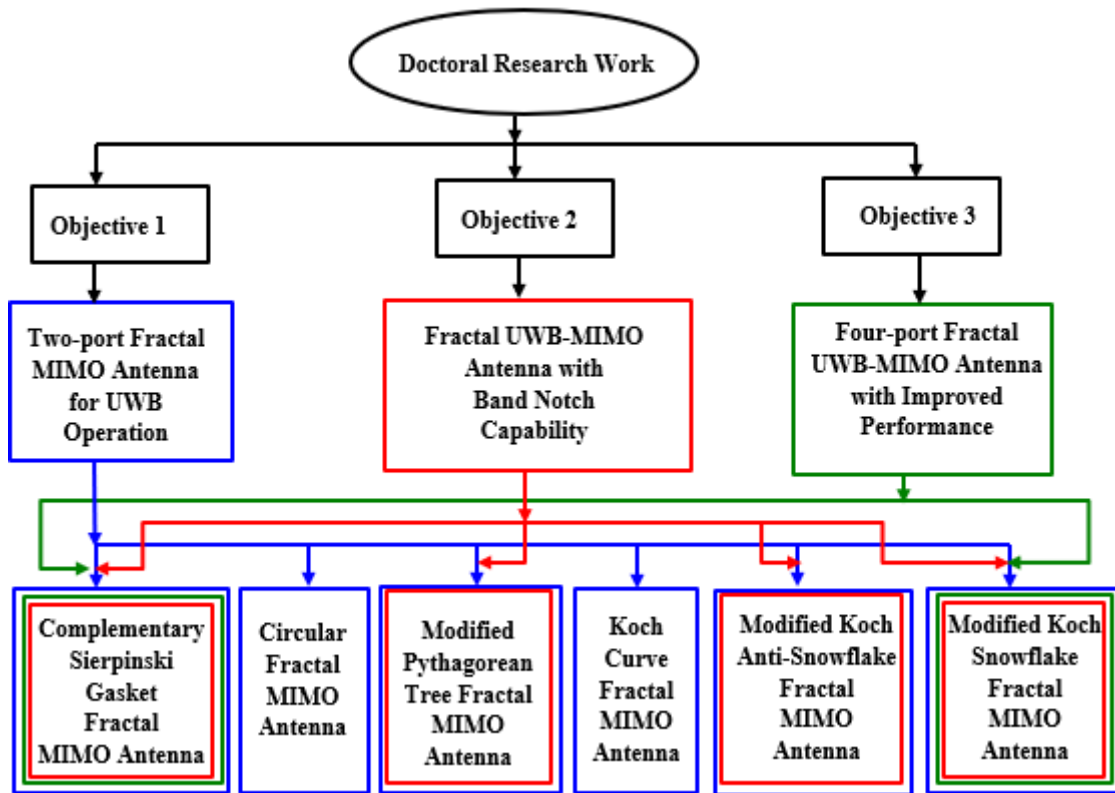 Doctoral Research Work
Objective 1
Objective 2
Objective 3
Two-port Fractal
MIMO Antenna
for UWB
Operation
Fractal UWB-MIMO
Antenna with
Band Notch
Capability
Four-port Fractal
UWB-MIMO Antenna
with Improved
Performance
Complementary
Sierpinski
Gasket
Fractal
MIMO Antenna
Circular
Fractal
MIMO
Antenna
Modified
Pythagorean
Tree Fractal
MIMO
Antenna
Koch
Curve
Fractal
MIMO
Antenna
Modified Koch
Anti-Snowflake
Fractal
MIMO
Antenna
Modified Koch
Snowflake
Fractal
MIMO
Antenna